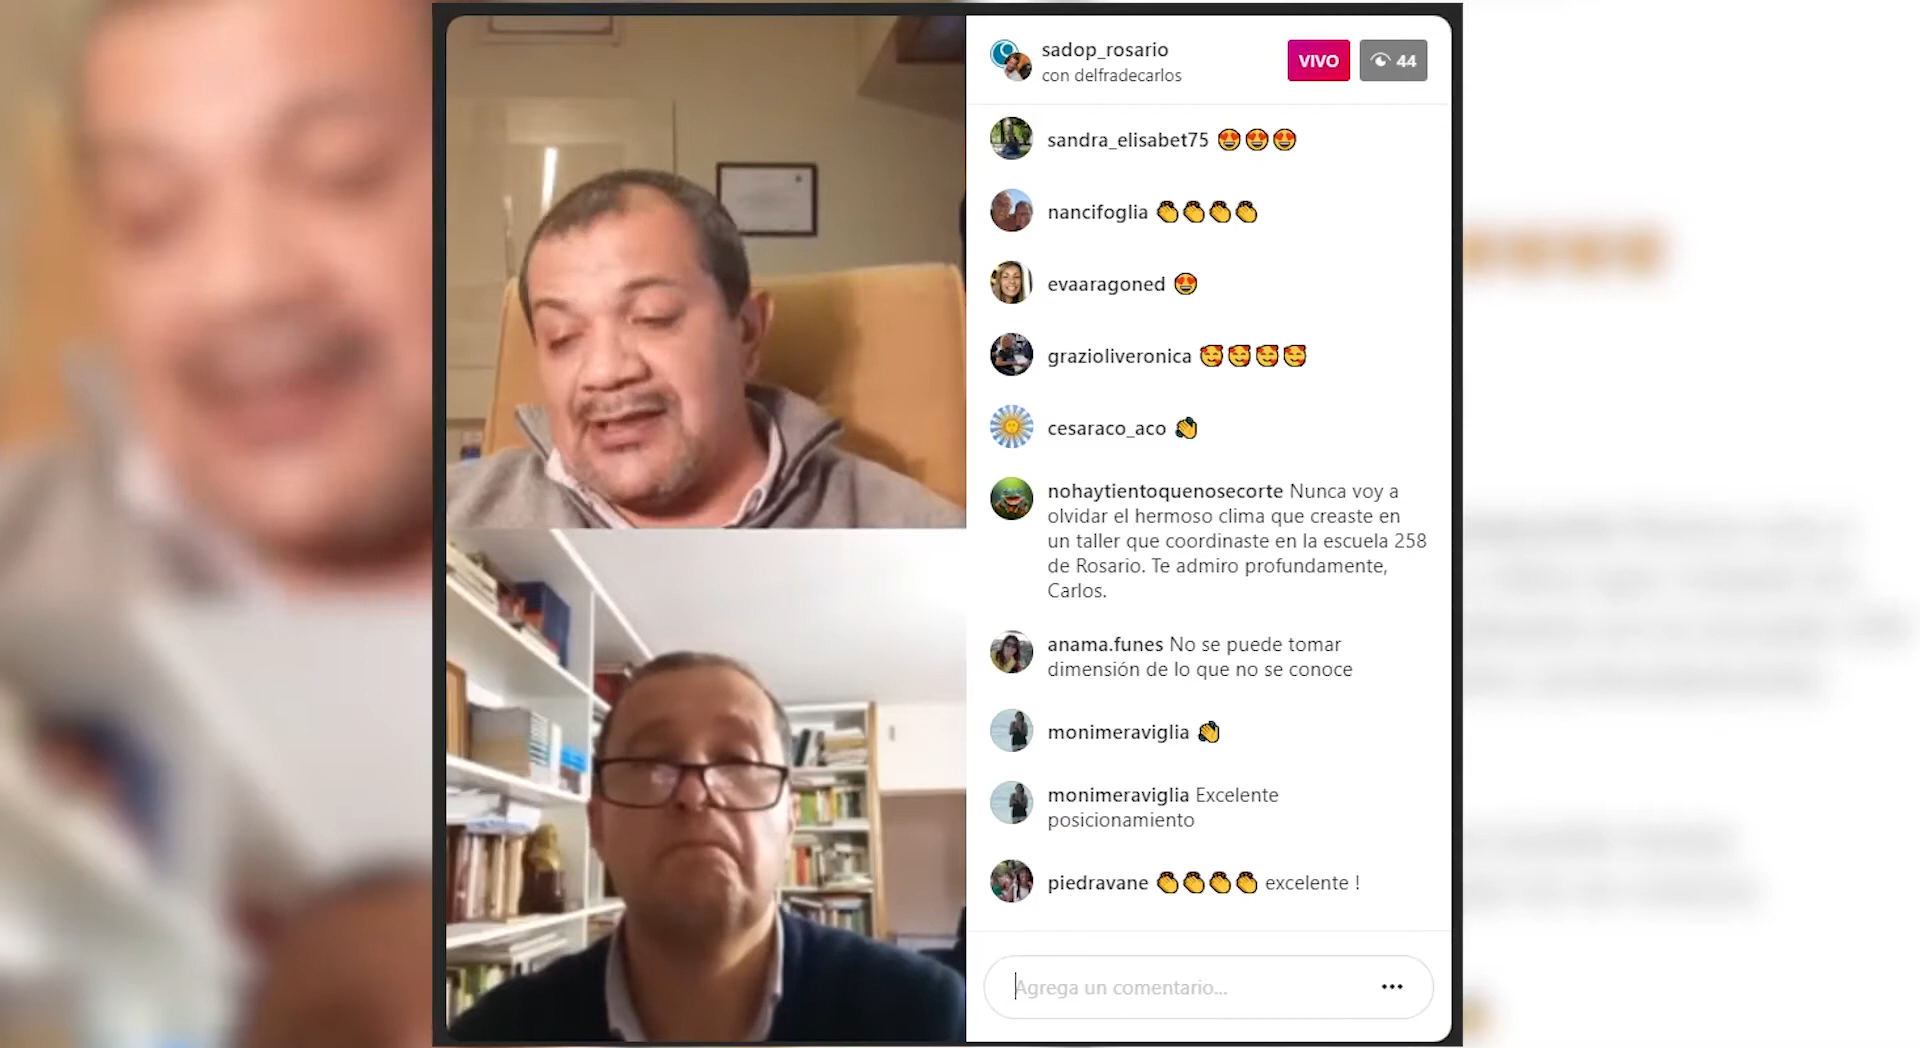 sadop_rosario
con delfradecarlos
VIVO
44
sandra_elisabet75 😍😍😍
nancifoglia 👏👏👏👏
evaaragoned 😍
grazioliveronica 🥰🥰🥰🥰
cesaraco_aco 👏
nohaytientoquenosecorte Nunca voy a
olvidar el hermoso clima que creaste en
un taller que coordinaste en la escuela 258
de Rosario. Te admiro profundamente,
Carlos.
anama.funes No se puede tomar
dimensión de lo que no se conoce
monimeraviglia 👏
monimeraviglia Excelente
posicionamiento
piedravane 👏👏👏👏 excelente !
Agrega un comentario...